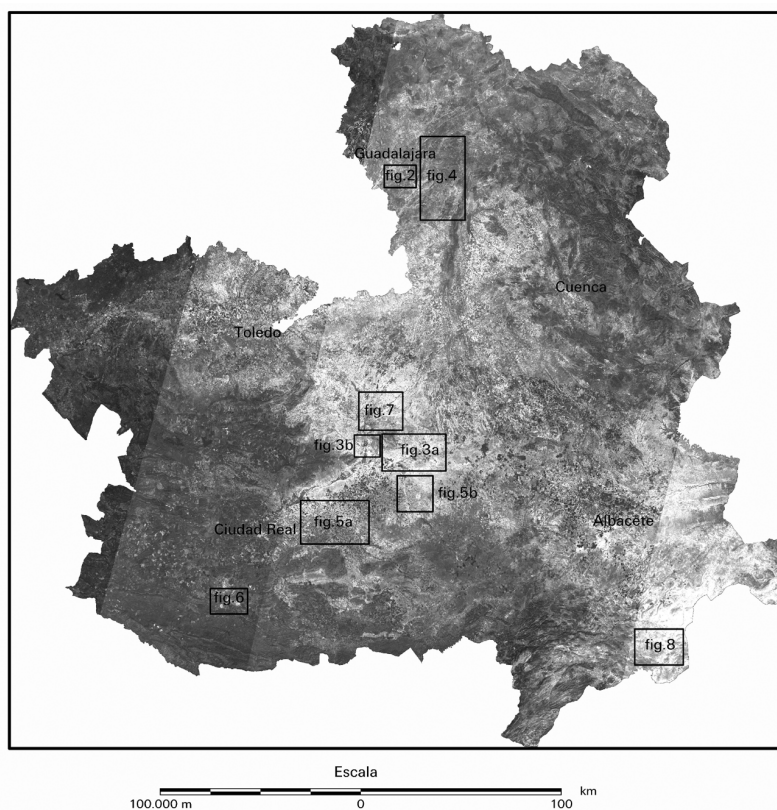 Guadalajara
fig.2
fig.4
Cuenca
Toledo
fig.7
fig.3b
fig.3a
fig.5b
fig.5a
Ciudad Real
Albacete
fig.6
fig.8
Escala
100.000 m 0 100 km